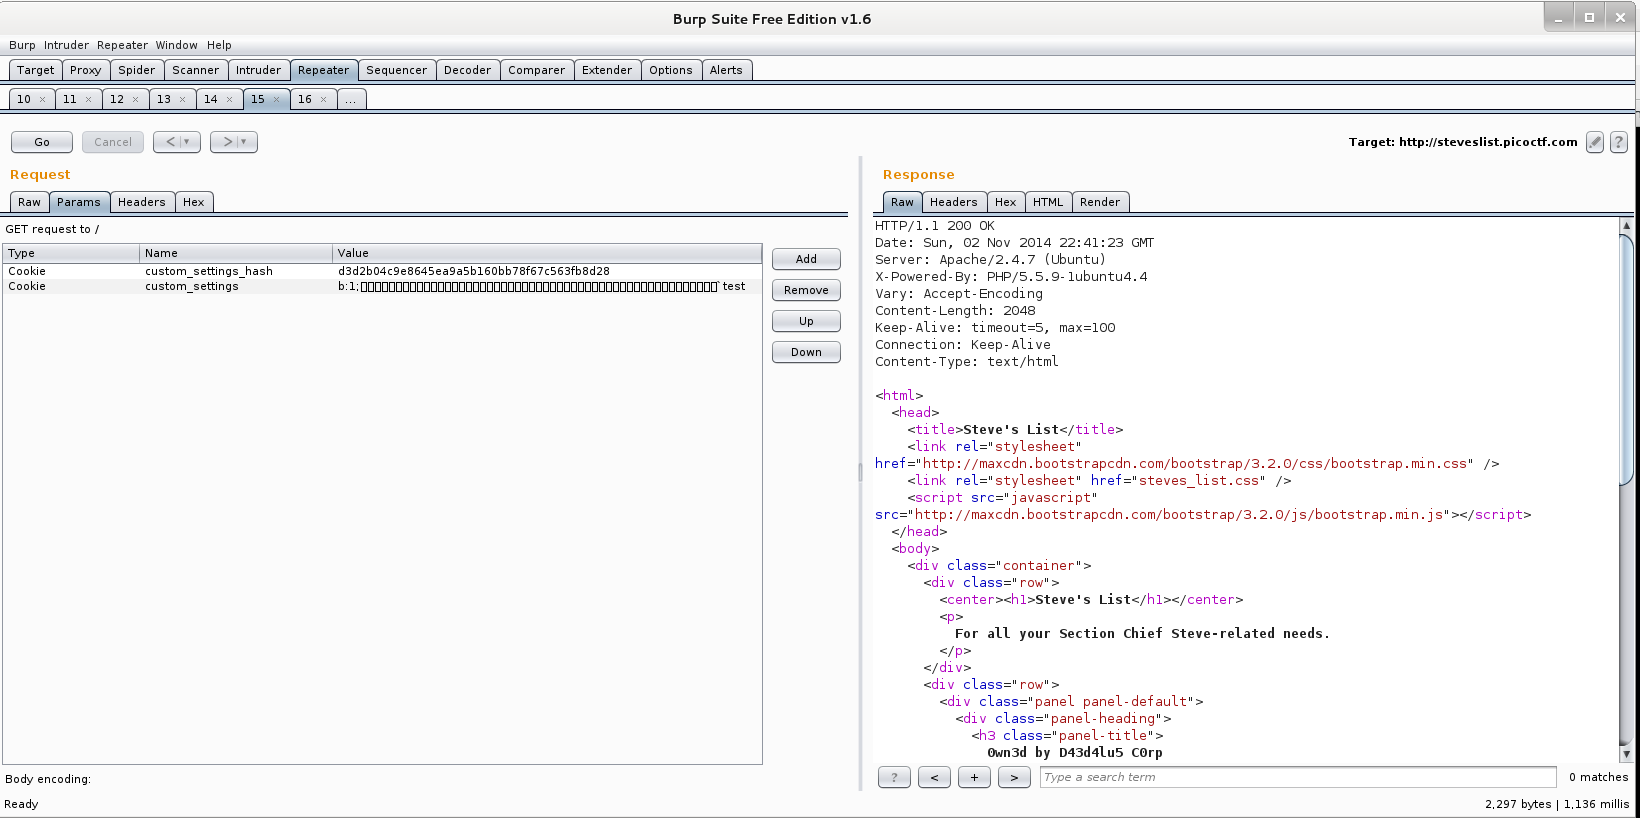 Burp Suite Free Edition v1.6
Burp Intruder Repeater Window Help
Target Proxy Spider Scanner Intruder Repeater Sequencer Decoder Comparer Extender Options Alerts
10 × 11 × 12 × 13 × 14 × 15 × 16 × ...
Go Cancel < > Target: http://steveslist.picoctf.com ?
Request
Raw Params Headers Hex
GET request to /
Type Name Value
Cookie custom_settings_hash d3d2b04c9e8645ea9a5b160bb78f67c563fb8d28
Cookie custom_settings b:1; ` test
Add
Remove
Up
Down
Body encoding:
Ready
Response
Raw Headers Hex HTML Render
HTTP/1.1 200 OK
Date: Sun, 02 Nov 2014 22:41:23 GMT
Server: Apache/2.4.7 (Ubuntu)
X-Powered-By: PHP/5.5.9-1ubuntu4.4
Vary: Accept-Encoding
Content-Length: 2048
Keep-Alive: timeout=5, max=100
Connection: Keep-Alive
Content-Type: text/html
<html>
<head>
<title>Steve's List</title>
<link rel="stylesheet"
href="http://maxcdn.bootstrapcdn.com/bootstrap/3.2.0/css/bootstrap.min.css" />
<link rel="stylesheet" href="steves_list.css" />
<script src="javascript"
src="http://maxcdn.bootstrapcdn.com/bootstrap/3.2.0/js/bootstrap.min.js"></script>
</head>
<body>
<div class="container">
<div class="row">
<center><h1>Steve's List</h1></center>
<p>
For all your Section Chief Steve-related needs.
</p>
</div>
<div class="row">
<div class="panel panel-default">
<div class="panel-heading">
<h3 class="panel-title">
0wn3d by D43d4lu5 C0rp
? < + > Type a search term 0 matches
2,297 bytes | 1,136 millis